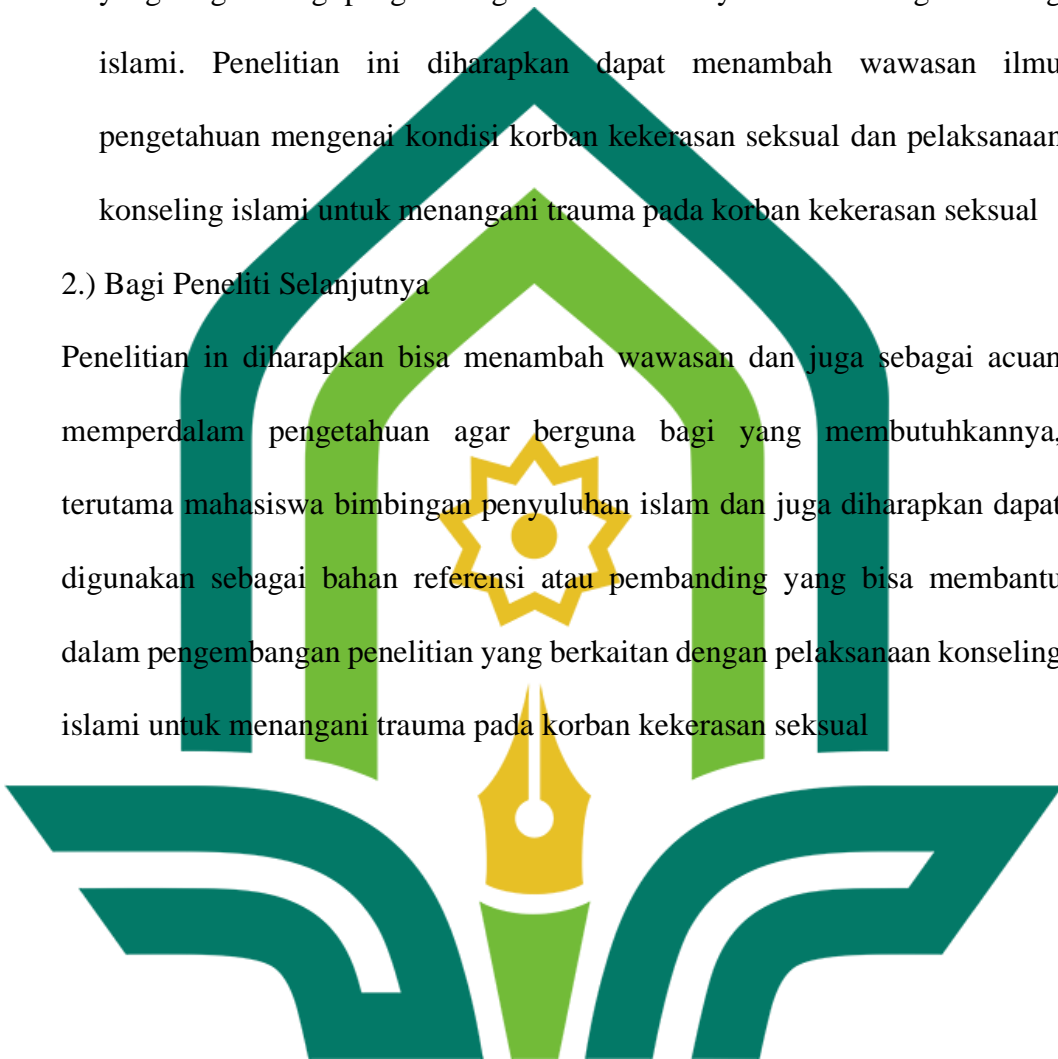 islami. Penelitian ini diharapkan dapat menambah wawasan ilmu
pengetahuan mengenai kondisi korban kekerasan seksual dan pelaksanaan
konseling islami untuk menangani trauma pada korban kekerasan seksual
2.) Bagi Peneliti Selanjutnya
Penelitian in diharapkan bisa menambah wawasan dan juga sebagai acuan
memperdalam pengetahuan agar berguna bagi yang membutuhkannya,
terutama mahasiswa bimbingan penyuluhan islam dan juga diharapkan dapat
digunakan sebagai bahan referensi atau pembanding yang bisa membantu
dalam pengembangan penelitian yang berkaitan dengan pelaksanaan konseling
islami untuk menangani trauma pada korban kekerasan seksual